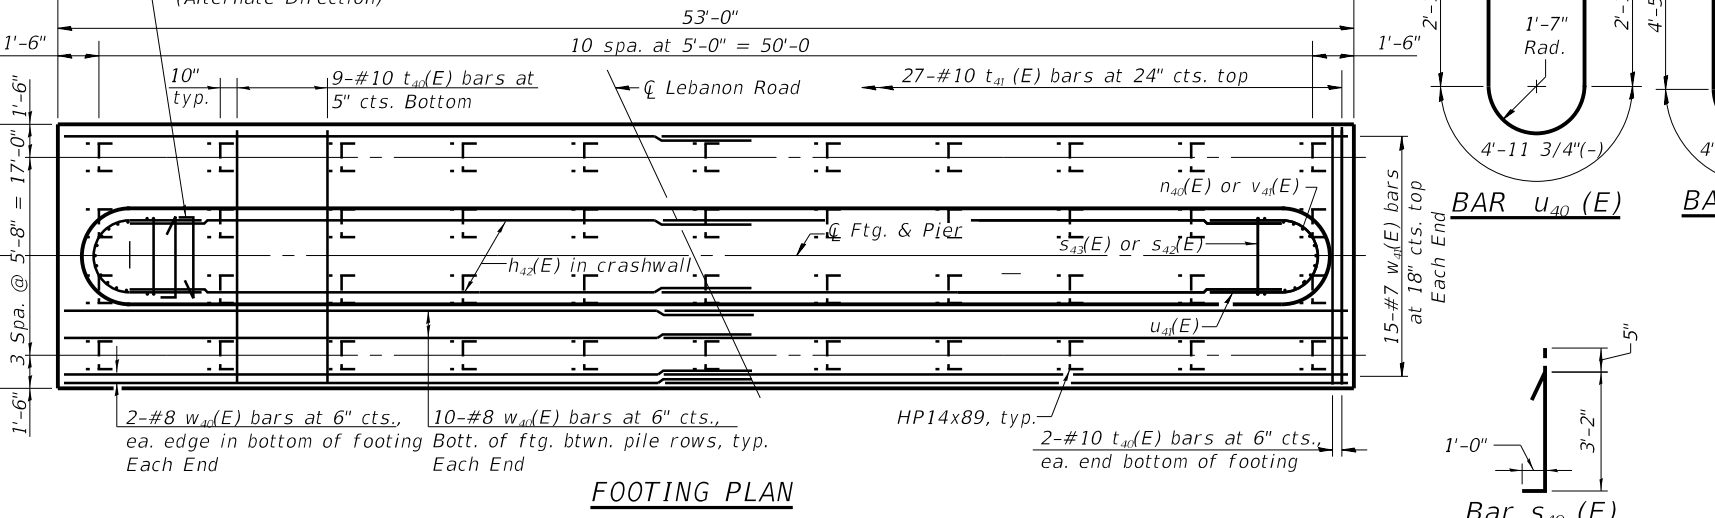 (Alternate Direction)
53'-0"
1'-6"
10 spa. at 5'-0" = 50'-0
1'-6"
10"
typ.
9-#10 t40(E) bars at
5" cts. Bottom
℄ Lebanon Road
27-#10 t41 (E) bars at 24" cts. top
1'-6"
3 Spa. @ 5'-8" = 17'-0"
1'-6"
n40(E) or v41(E)
℄ Ftg. & Pier
s43(E) or s42(E)
h42(E) in crashwall
u41(E)
15-#7 w41(E) bars
at 18" cts. top
Each End
2-#8 w40(E) bars at 6" cts.,
ea. edge in bottom of footing
Each End
10-#8 w40(E) bars at 6" cts.,
Bott. of ftg. btwn. pile rows, typ.
Each End
HP14x89, typ.
2-#10 t40(E) bars at 6" cts.,
ea. end bottom of footing
FOOTING PLAN
1'-7"
Rad.
4'-11 3/4"(-)
BAR u40 (E)
5"
3'-2"
1'-0"
Bar s40 (E)